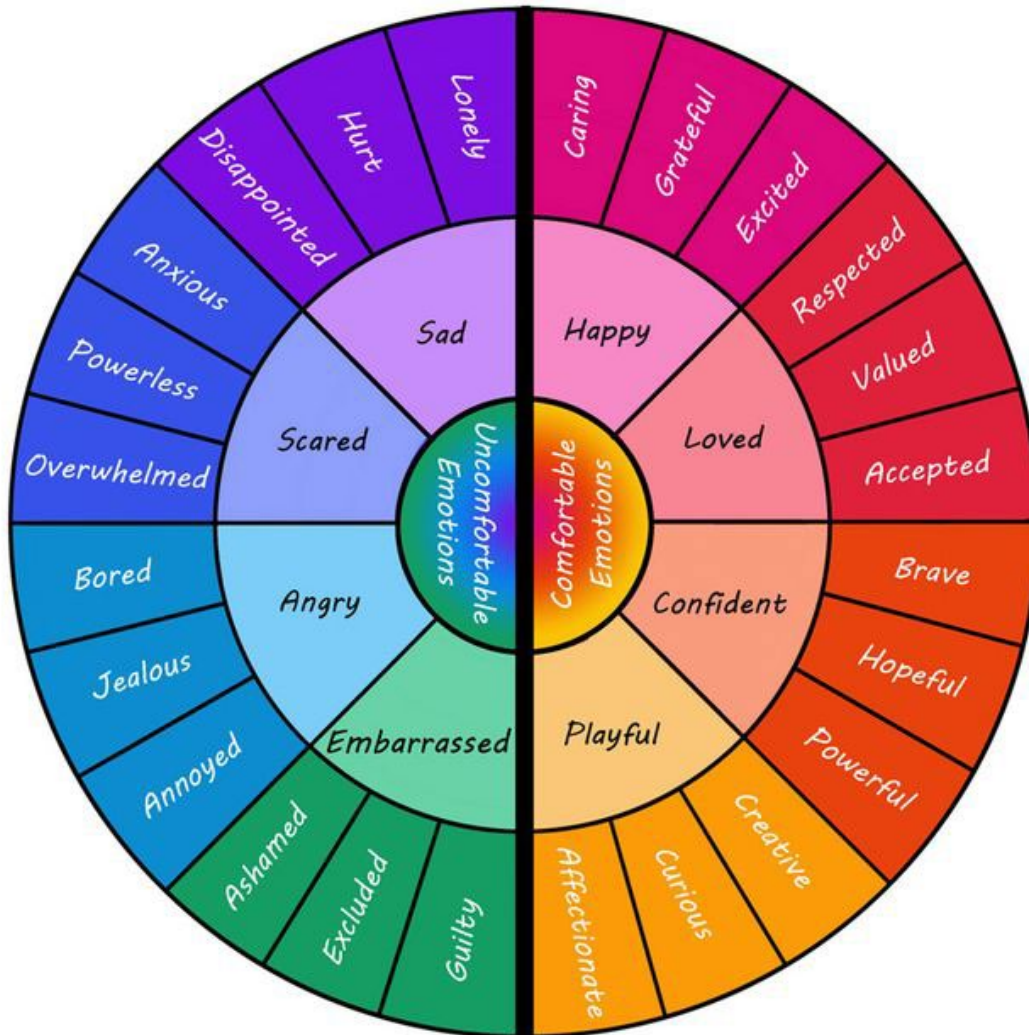 Uncomfortable
Emotions
Comfortable
Emotions
Sad
Scared
Angry
Embarrassed
Happy
Loved
Confident
Playful
Lonely
Hurt
Disappointed
Anxious
Powerless
Overwhelmed
Bored
Jealous
Annoyed
Ashamed
Excluded
Guilty
Caring
Grateful
Excited
Respected
Valued
Accepted
Brave
Hopeful
Powerful
Creative
Curious
Affectionate